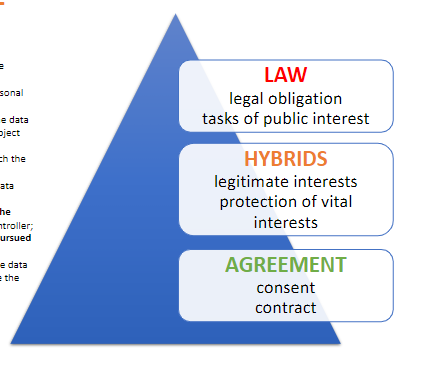 e
sonal
e data
ject
ch the
ata
he
ntroller;
ursued
e data
e the
LAW
legal obligation
tasks of public interest
HYBRIDS
legitimate interests
protection of vital
interests
AGREEMENT
consent
contract